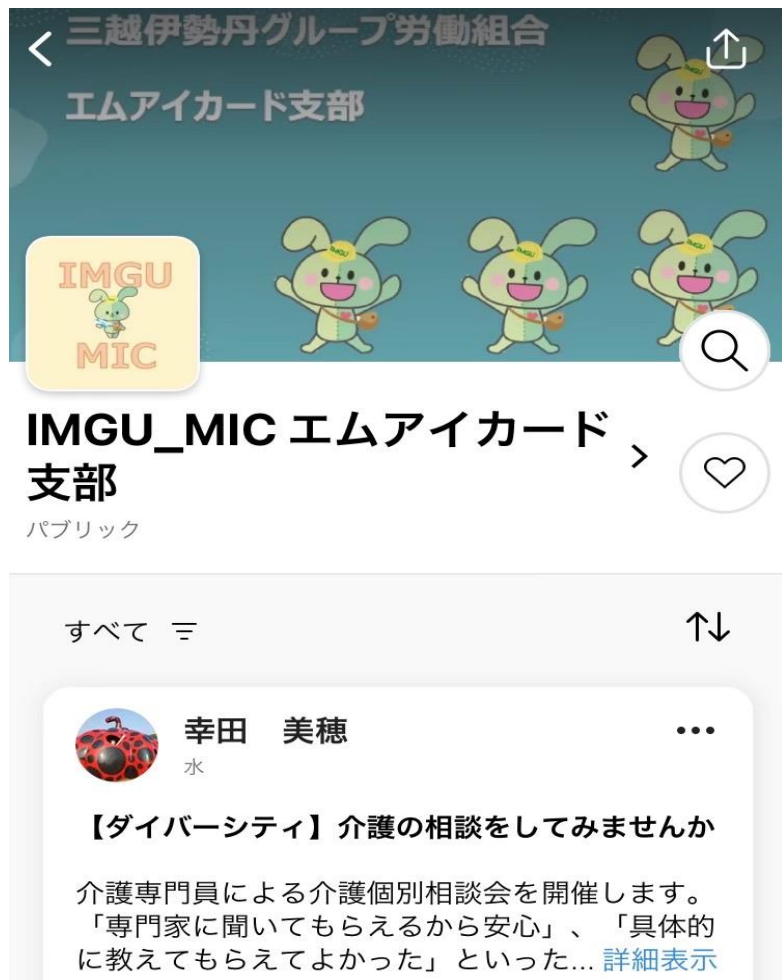 三越伊勢丹グループ労働組合
エムアイカード支部
IMGU
MIC
IMGU_MIC エムアイカード
支部
パブリック
すべて
幸田　美穂
水
【ダイバーシティ】介護の相談をしてみませんか
介護専門員による介護個別相談会を開催します。
「専門家に聞いてもらえるから安心」、「具体的
に教えてもらえてよかった」といった... 詳細表示